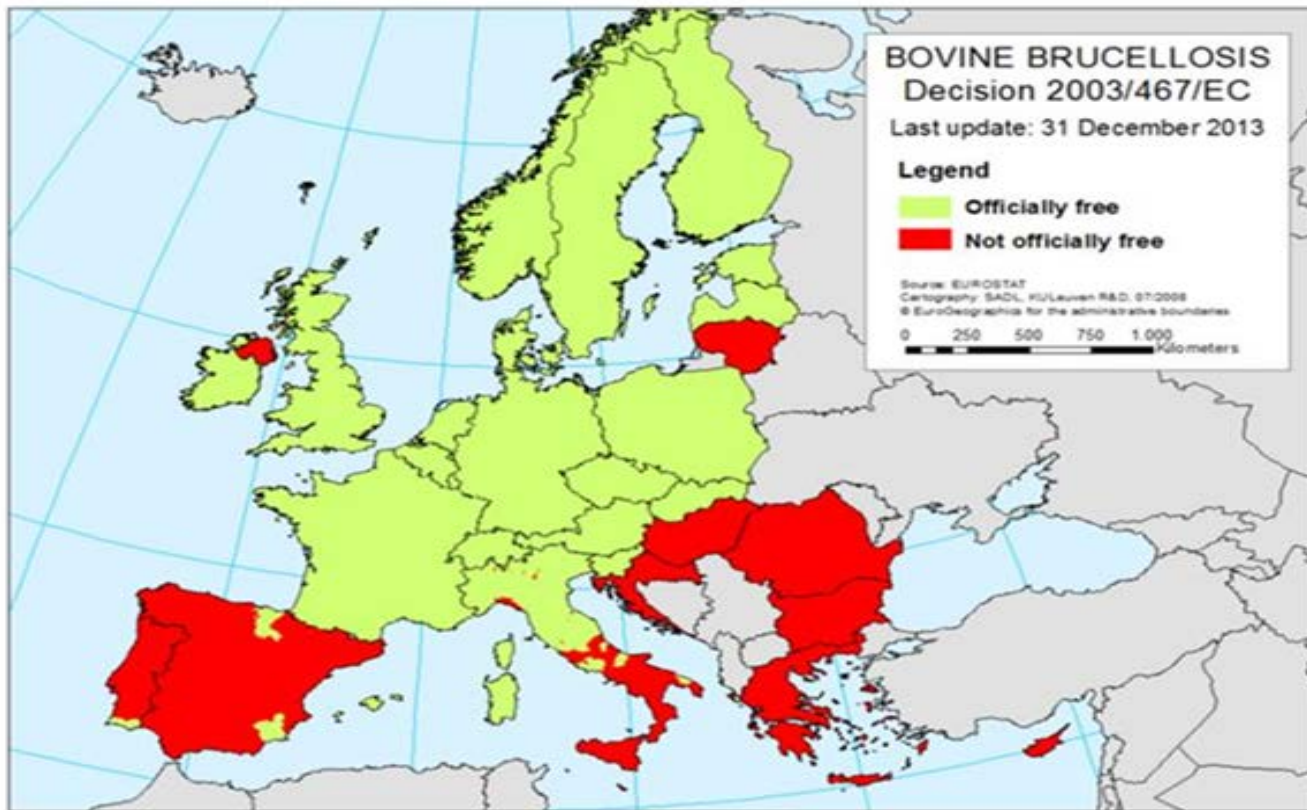 BOVINE BRUCELLOSIS
Decision 2003/467/EC
Last update: 31 December 2013
Legend
Officially free
Not officially free
Source: EUROSTAT
Cartography: SADL, KULeuven R&D, 07/2008
© EuroGeographics for the administrative boundaries
0 250 500 750 1.000
Kilometers